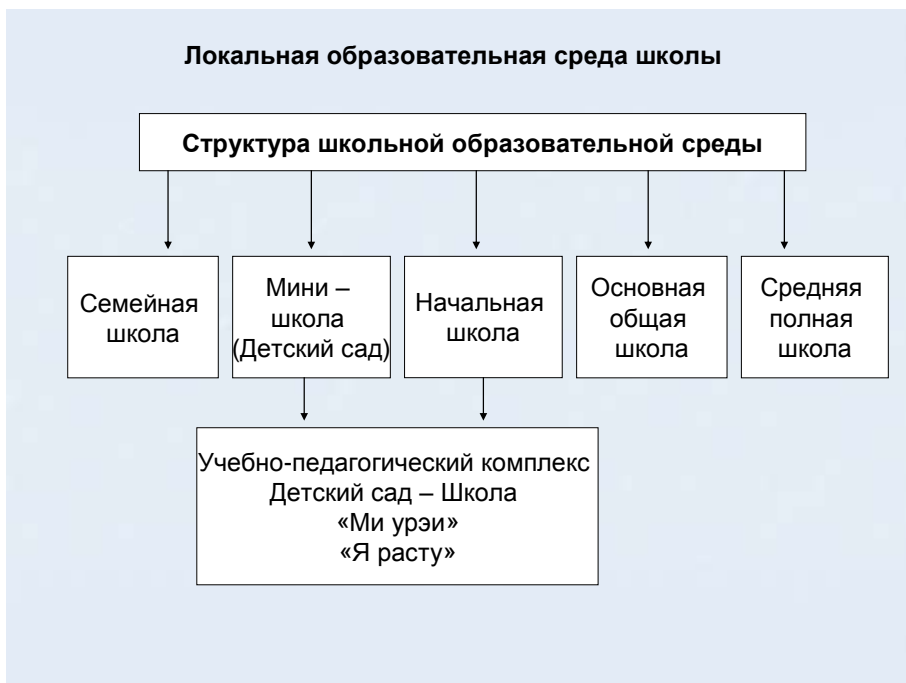 Локальная образовательная среда школы
Структура школьной образовательной среды
Семейная
школа
Мини –
школа
(Детский сад)
Начальная
школа
Основная
общая
школа
Средняя
полная
школа
Учебно-педагогический комплекс
Детский сад – Школа
«Ми урэи»
«Я расту»